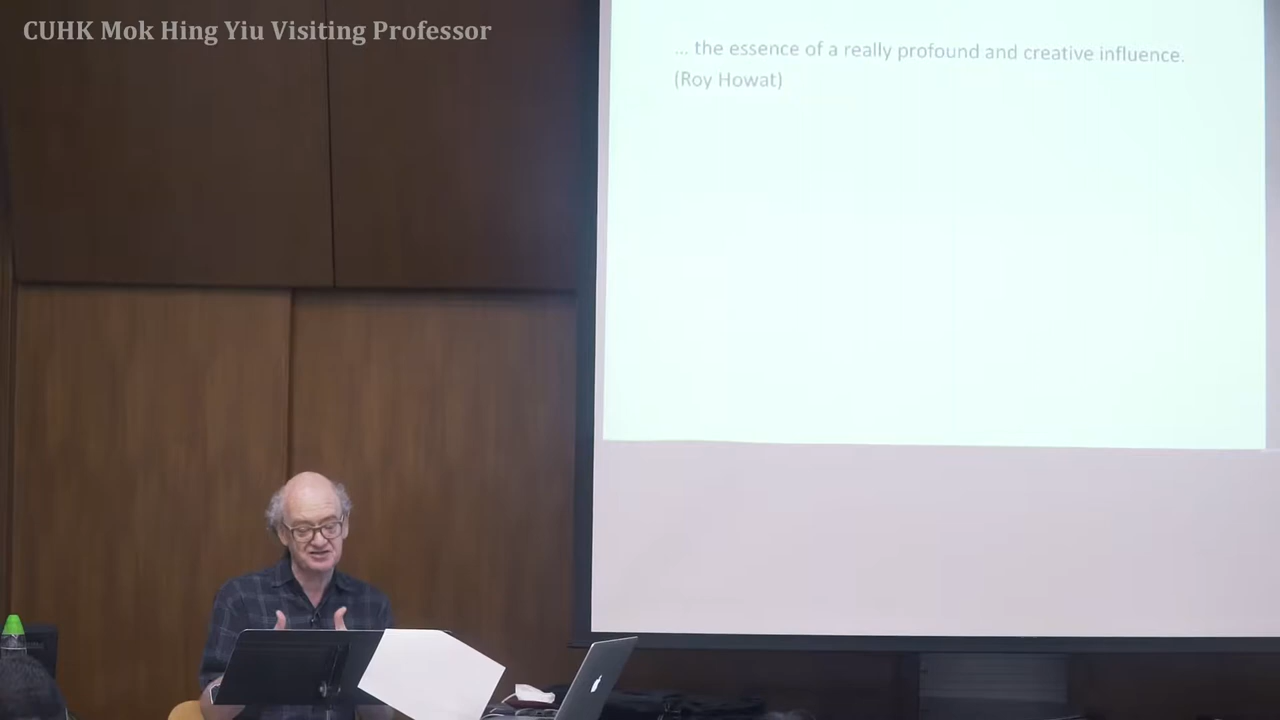 CUHK Mok Hing Yiu Visiting Professor
... the essence of a really profound and creative influence.
(Roy Howat)